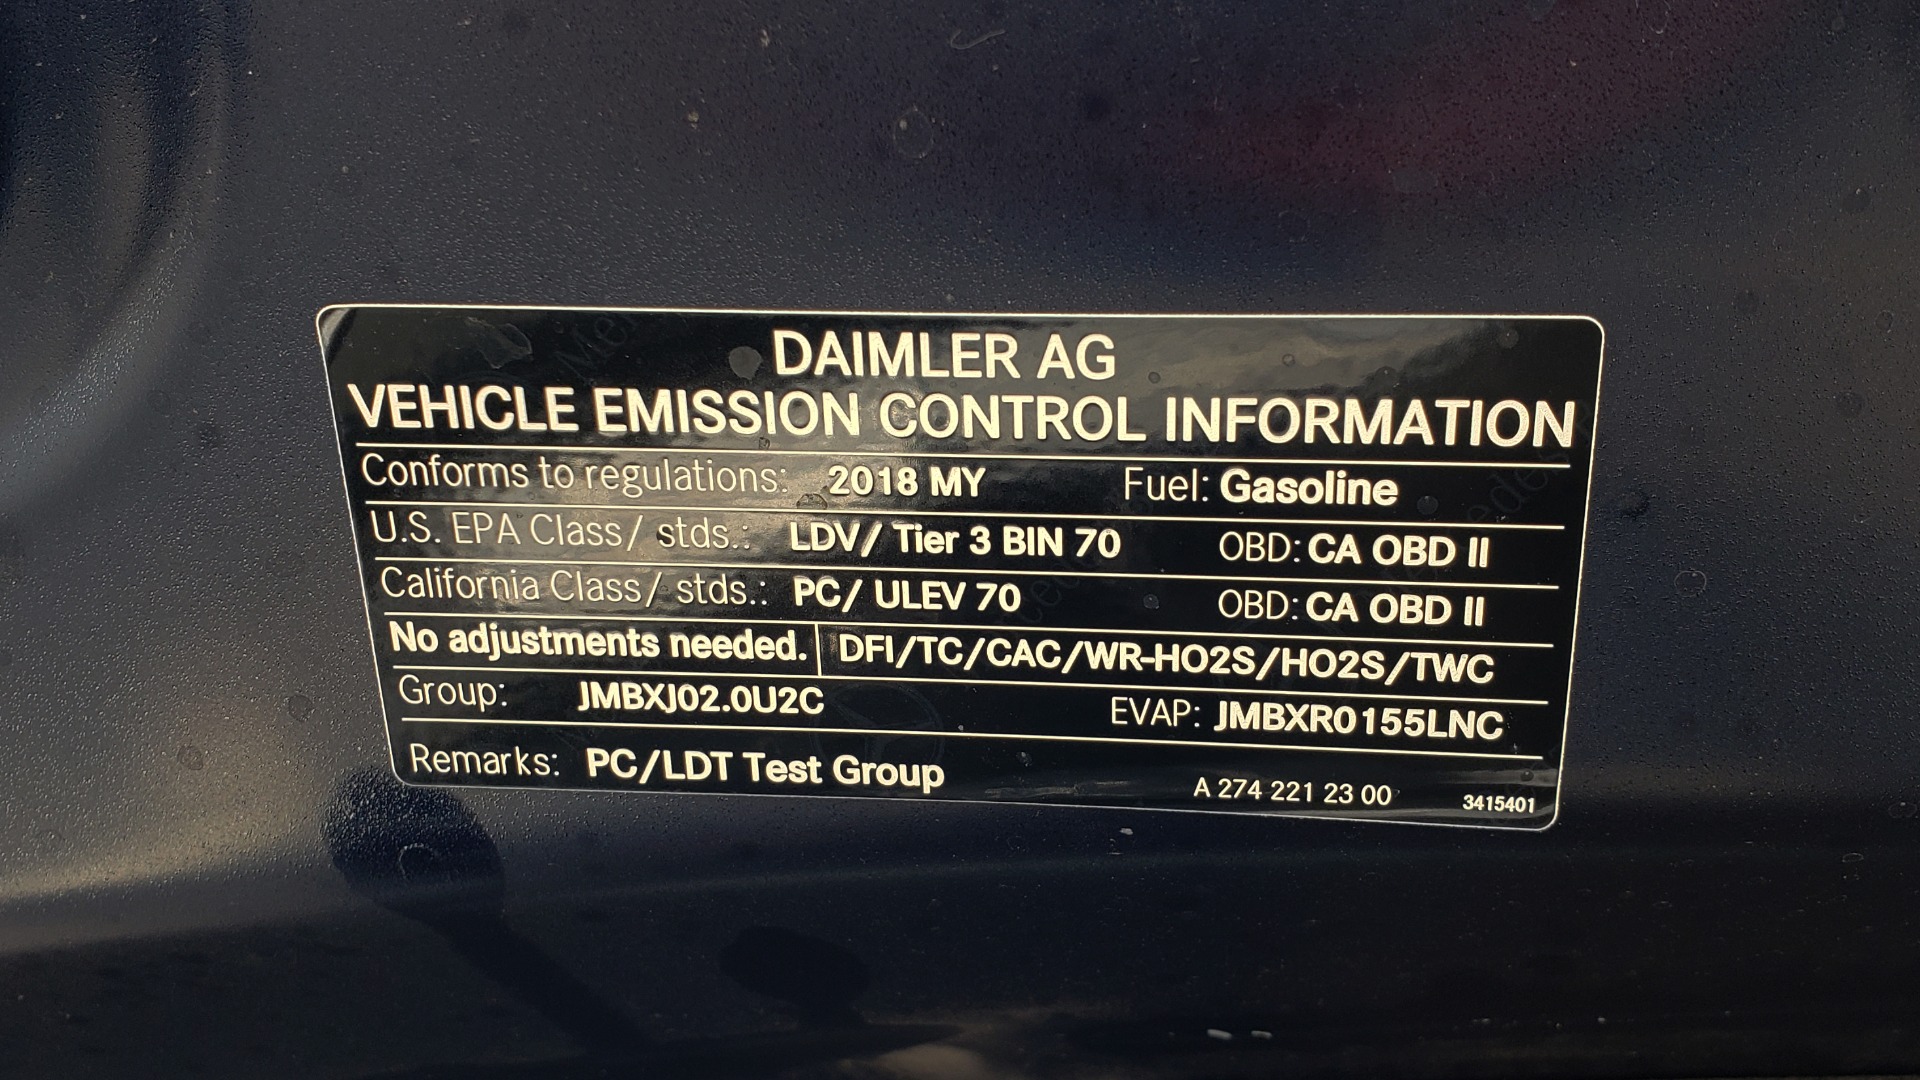 DAIMLER AG
VEHICLE EMISSION CONTROL INFORMATION
Conforms to regulations: 2018 MY Fuel: Gasoline
U.S. EPA Class/ stds.: LDV/ Tier 3 BIN 70 OBD: CA OBD II
California Class/ stds.: PC/ ULEV 70 OBD: CA OBD II
No adjustments needed. DFI/TC/CAC/WR-HO2S/HO2S/TWC
Group: JMBXJ02.0U2C EVAP: JMBXR0155LNC
Remarks: PC/LDT Test Group A 274 221 23 00 3415401